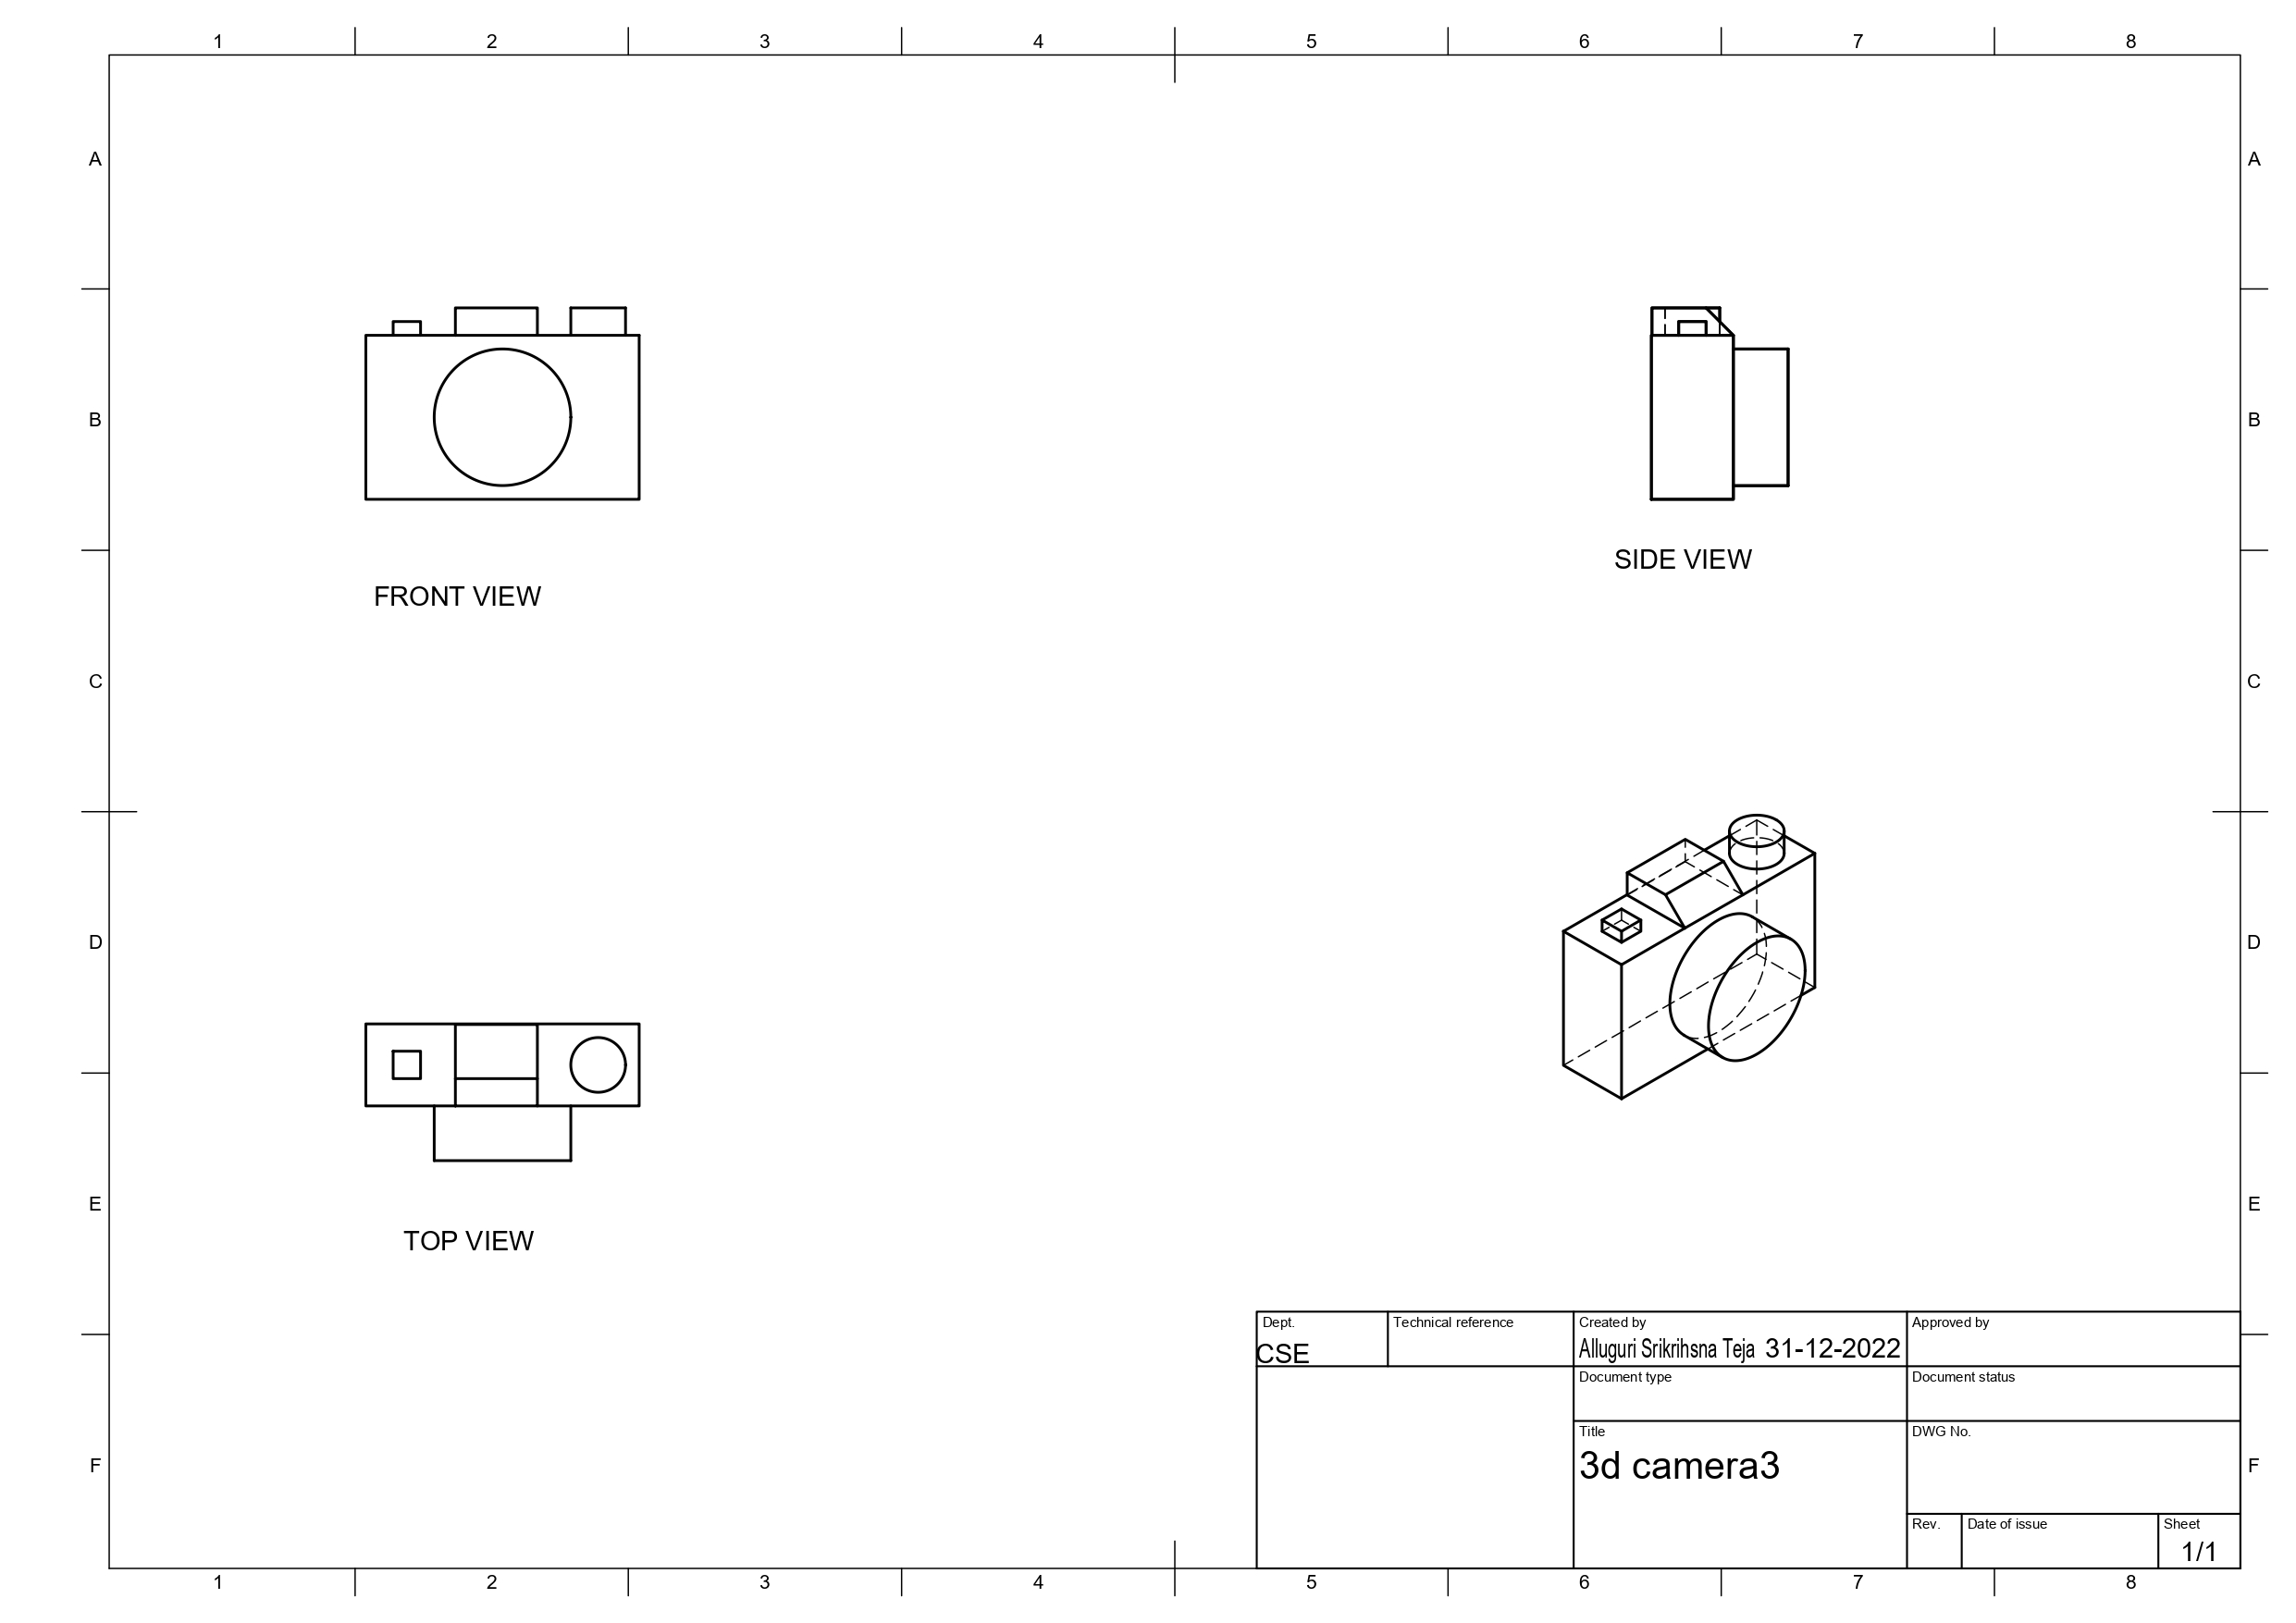 1 2 3 4 5 6 7 8
A A
B B
FRONT VIEW
SIDE VIEW
C C
D D
E E
TOP VIEW
Dept. Technical reference Created by Approved by
CSE Alluguri Srikrihsna Teja 31-12-2022
Document type Document status
Title DWG No.
3d camera3
F F
Rev. Date of issue Sheet
1/1
1 2 3 4 5 6 7 8